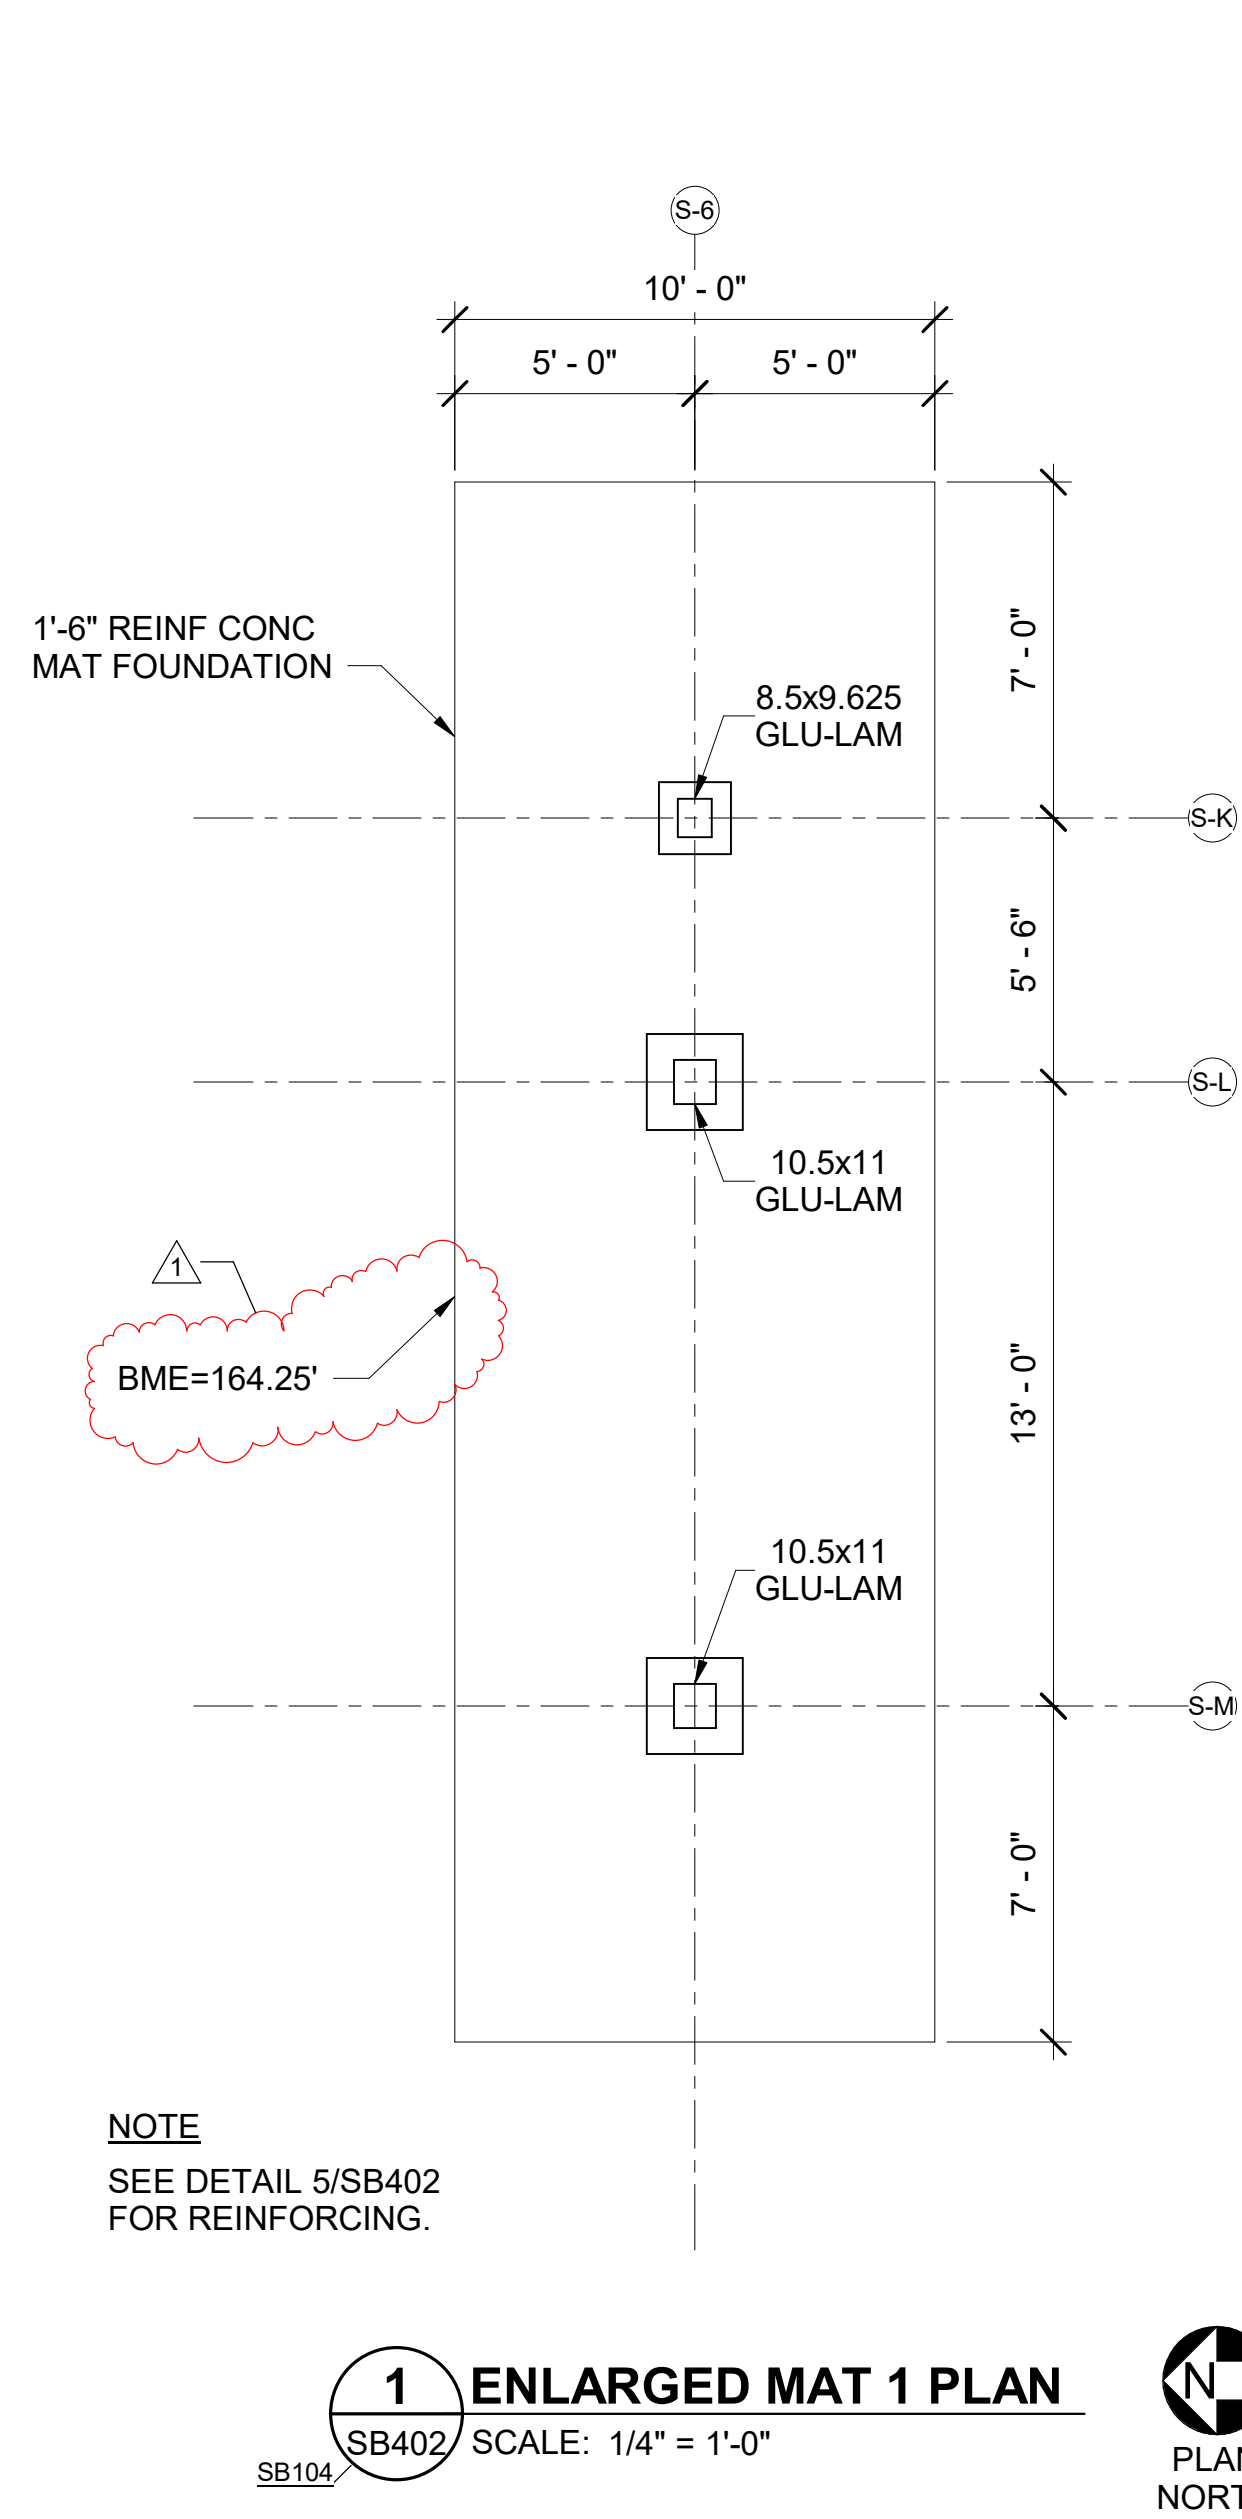 S-6
10' - 0"
5' - 0"
5' - 0"
7' - 0"
1'-6" REINF CONC
MAT FOUNDATION
8.5x9.625
GLU-LAM
S-K
5' - 6"
S-L
10.5x11
GLU-LAM
1
BME=164.25'
13' - 0"
10.5x11
GLU-LAM
S-M
7' - 0"
NOTE
SEE DETAIL 5/SB402
FOR REINFORCING.
1
ENLARGED MAT 1 PLAN
SB402
SCALE: 1/4" = 1'-0"
SB104
N
PLAN
NORT